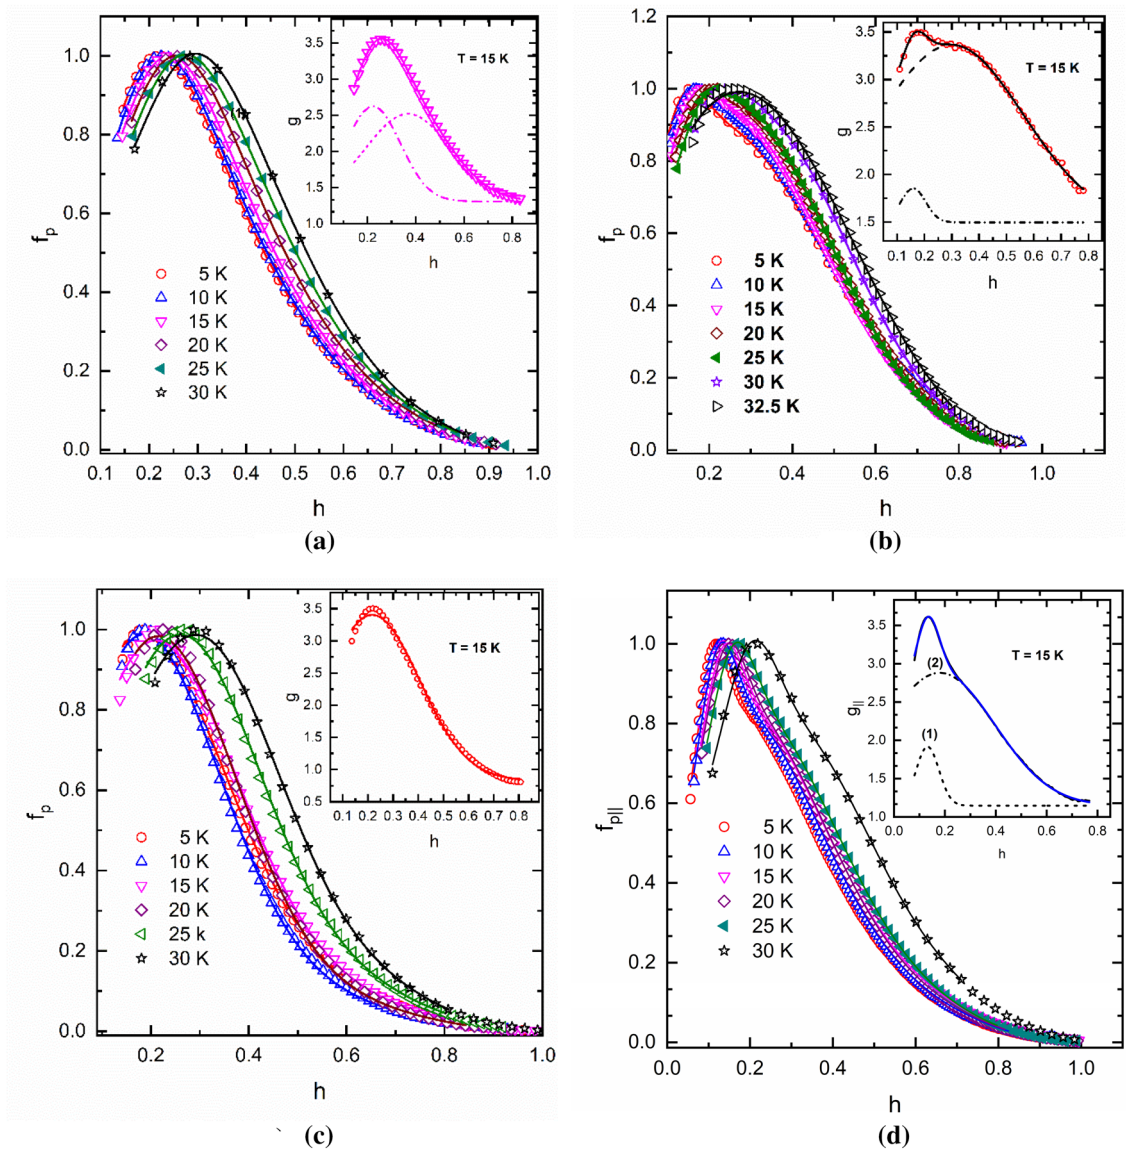 1.0
0.8
0.6
0.4
0.2
0.0
f_p
0.1 0.2 0.3 0.4 0.5 0.6 0.7 0.8 0.9 1.0
h
5 K
10 K
15 K
20 K
25 K
30 K
(1)
3.5
3.0
2.5
2.0
1.5
1.0
g
T = 15 K
0.2 0.4 0.6 0.8
h
(a)
1.2
1.0
0.8
0.6
0.4
0.2
0.0
f_p
0.2 0.4 0.6 0.8 1.0
h
5 K
10 K
15 K
20 K
25 K
30 K
32.5 K
3.5
3.0
2.5
2.0
1.5
g
T = 15 K
0.1 0.2 0.3 0.4 0.5 0.6 0.7 0.8
h
(b)
1.0
0.8
0.6
0.4
0.2
0.0
f_p
0.2 0.4 0.6 0.8 1.0
h
5 K
10 K
15 K
20 K
25 k
30 K
3.5
3.0
2.5
2.0
1.5
1.0
0.5
g
T = 15 K
0.1 0.2 0.3 0.4 0.5 0.6 0.7 0.8
h
` (c)
1.0
0.8
0.6
0.4
0.2
0.0
f_p||
0.0 0.2 0.4 0.6 0.8 1.0
h
5 K
10 K
15 K
20 K
25 K
30 K
3.5
3.0
2.5
2.0
1.5
1.0
g||
T = 15 K
(2)
(1)
0.0 0.2 0.4 0.6 0.8
h
(d)